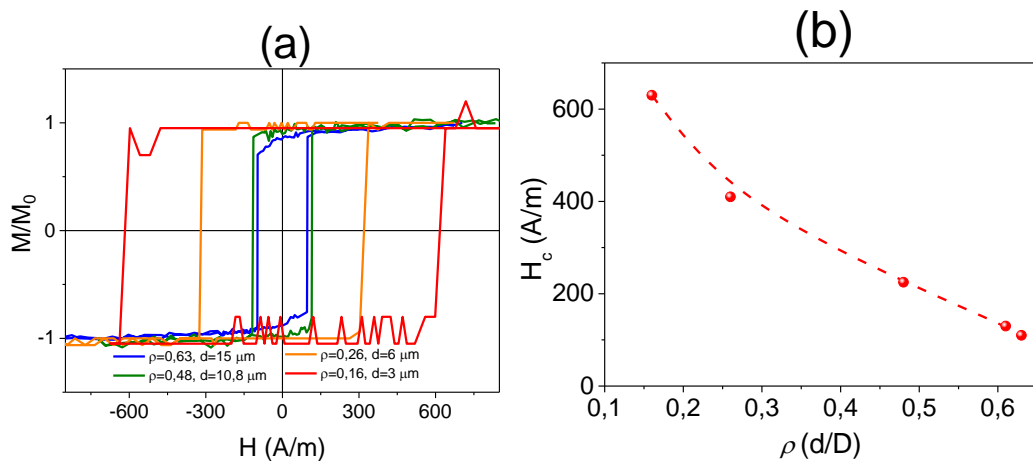 (a)
M/M0
1
0
-1
ρ=0,63, d=15 μm
ρ=0,48, d=10,8 μm
ρ=0,26, d=6 μm
ρ=0,16, d=3 μm
-600
-300
0
300
600
H (A/m)
(b)
Hc (A/m)
600
400
200
0
0,1
0,2
0,3
0,4
0,5
0,6
ρ (d/D)